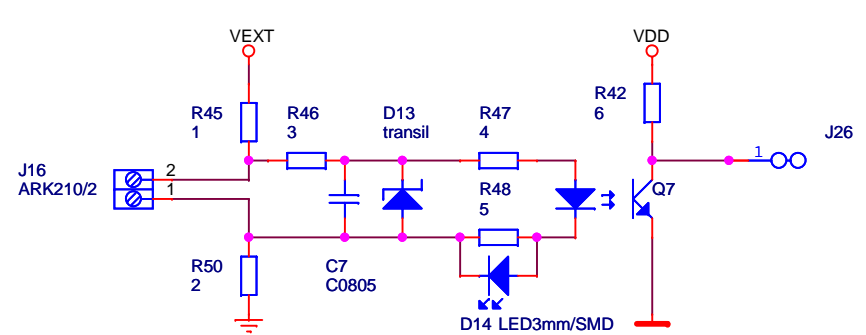 VEXT
VDD
R45
1
R46
3
D13
transil
R47
4
R42
6
J26
1
J16
ARK210/2
2
1
R48
5
Q7
R50
2
C7
C0805
D14 LED3mm/SMD